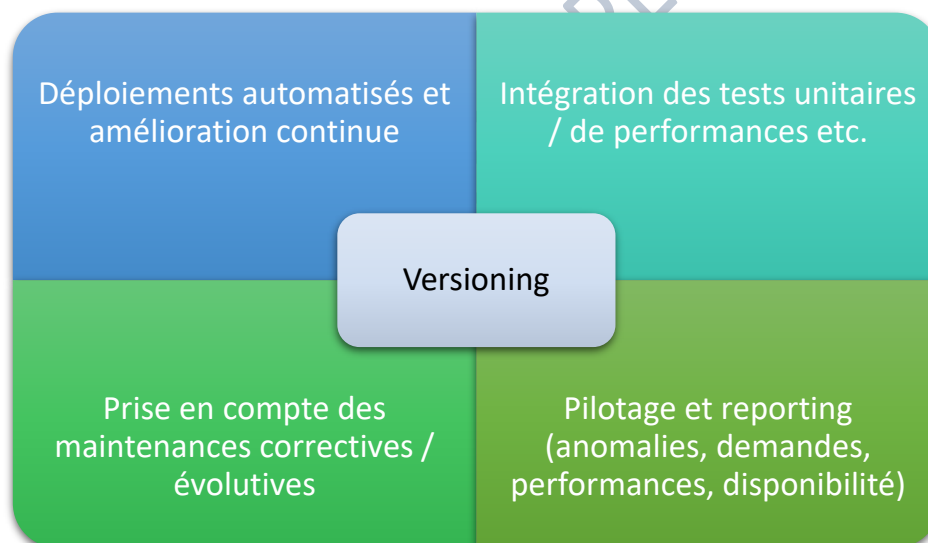 Déploiements automatisés et
amélioration continue
Intégration des tests unitaires
/ de performances etc.
Versioning
Prise en compte des
maintenances correctives /
évolutives
Pilotage et reporting
(anomalies, demandes,
performances, disponibilité)